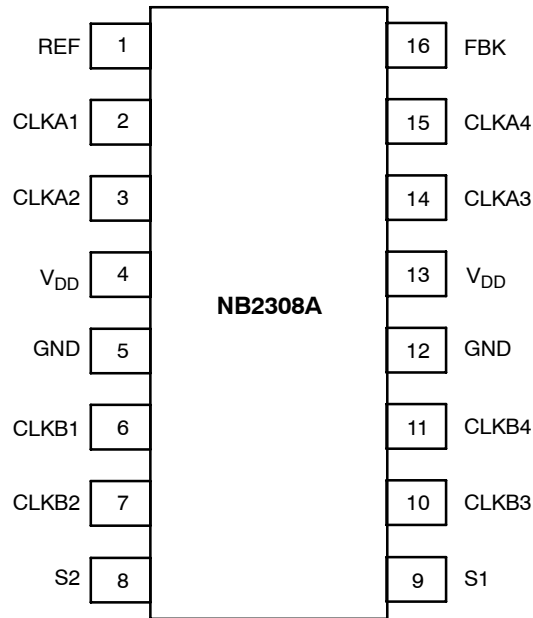 REF 1 16 FBK
CLKA1 2 15 CLKA4
CLKA2 3 14 CLKA3
VDD 4 13 VDD
NB2308A
GND 5 12 GND
CLKB1 6 11 CLKB4
CLKB2 7 10 CLKB3
S2 8 9 S1